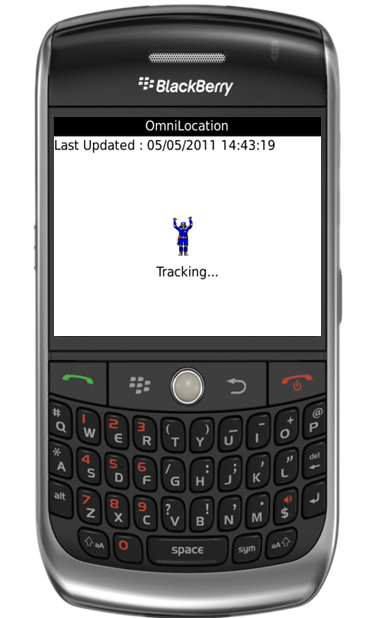 BlackBerry
OmniLocation
Last Updated : 05/05/2011 14:43:19
Tracking...
# Q 1 W 2 E 3 R ( T ) Y _ U - I + O @ P
* A 4 S 5 D 6 F / G : H ; J ' K " L del
alt 7 Z 8 X 9 C ? V ! B , N . M $
aA 0 space sym aA